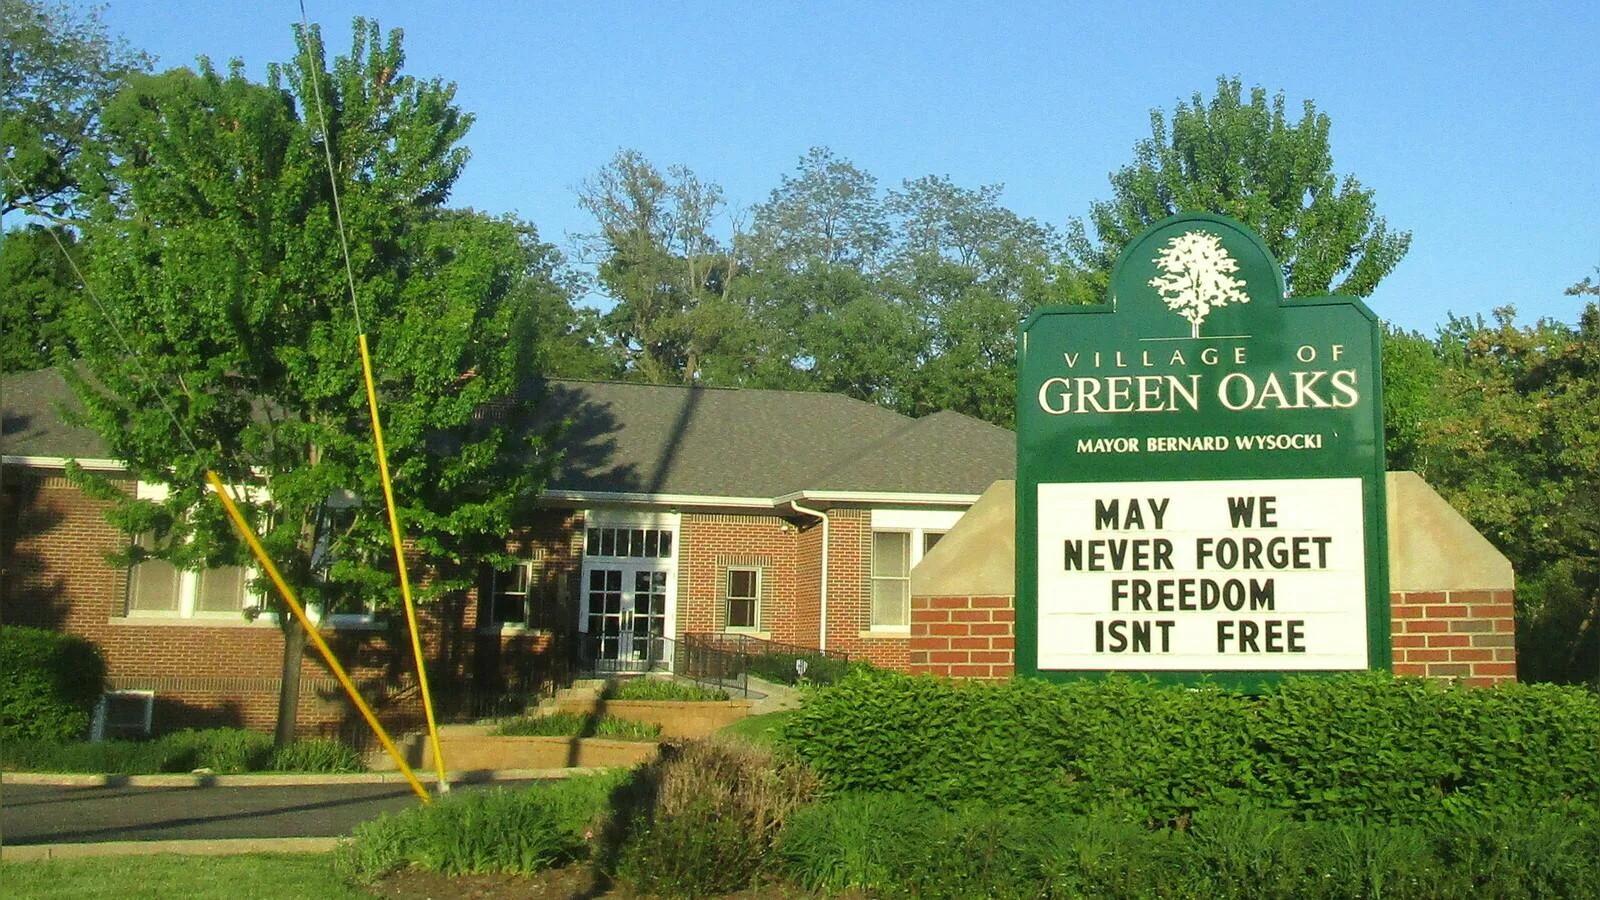 VILLAGE OF
GREEN OAKS
MAYOR BERNARD WYSOCKI
MAY WE
NEVER FORGET
FREEDOM
ISNT FREE